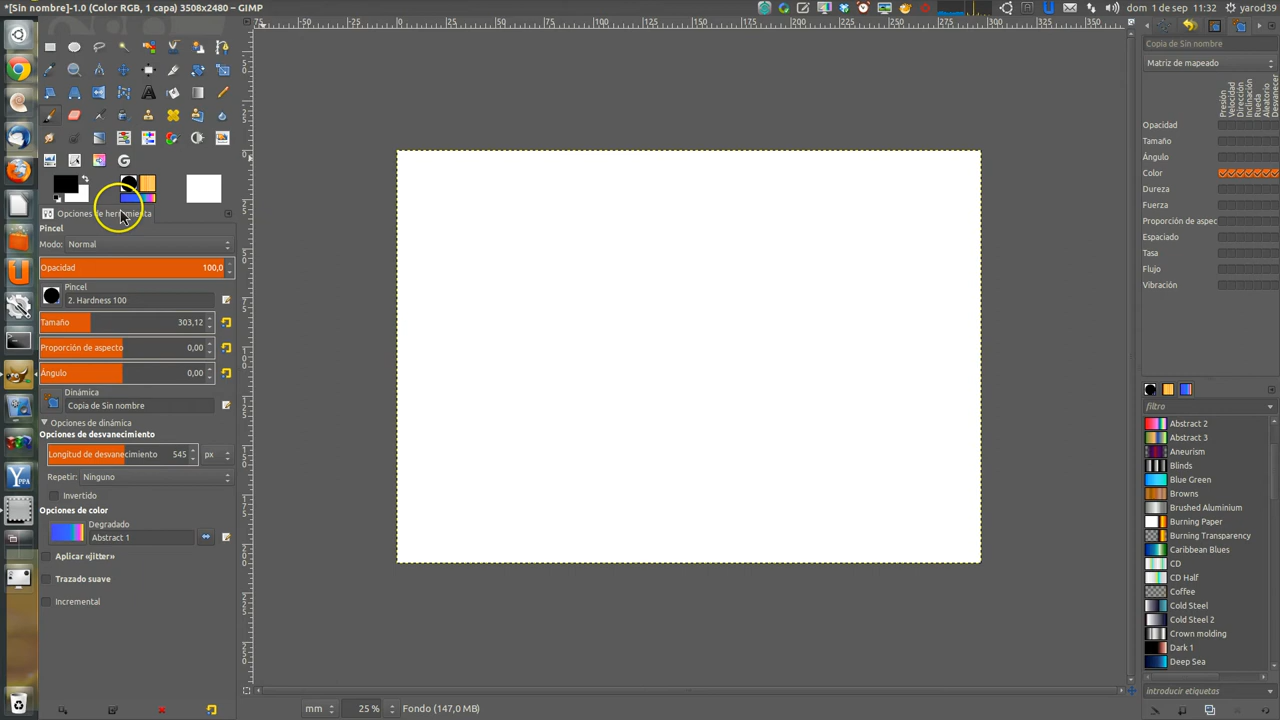 *[Sin nombre]-1.0 (Color RGB, 1 capa) 3508x2480 – GIMP
dom 1 de sep 11:32 yarod39
Opciones de herramienta
Pincel
Modo: Normal
Opacidad 100,0
Pincel
2. Hardness 100
Tamaño 303,12
Proporción de aspecto 0,00
Ángulo 0,00
Dinámica
Copia de Sin nombre
Opciones de dinámica
Opciones de desvanecimiento
Longitud de desvanecimiento 545 px
Repetir: Ninguno
Invertido
Opciones de color
Degradado
Abstract 1
Aplicar «jitter»
Trazado suave
Incremental
mm 25 % Fondo (147,0 MB)
Copia de Sin nombre
Matriz de mapeado
Presión
Velocidad
Dirección
Inclinación
Rueda
Aleatorio
Desvanecer
Opacidad
Tamaño
Ángulo
Color
Dureza
Fuerza
Proporción de aspec
Espaciado
Tasa
Flujo
Vibración
filtro
Abstract 2
Abstract 3
Aneurism
Blinds
Blue Green
Browns
Brushed Aluminium
Burning Paper
Burning Transparency
Caribbean Blues
CD
CD Half
Coffee
Cold Steel
Cold Steel 2
Crown molding
Dark 1
Deep Sea
introducir etiquetas